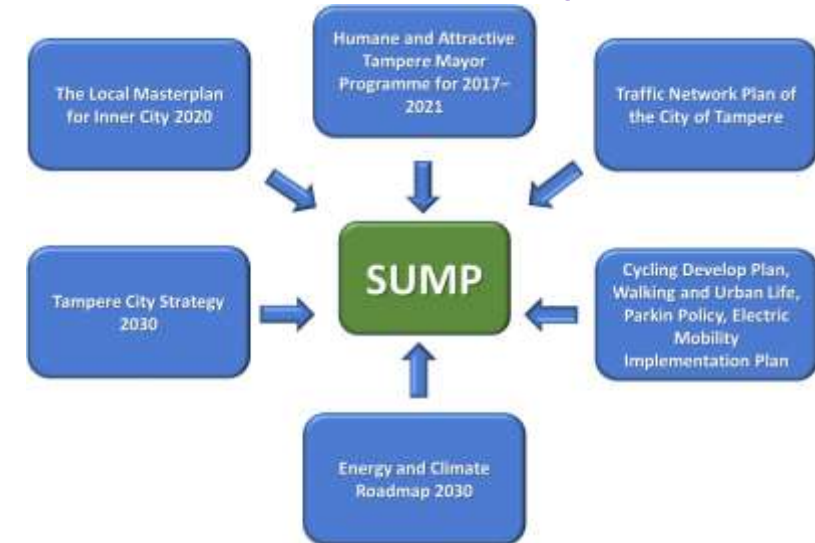 Humane and Attractive
Tampere Mayor
Programme for 2017–
2021
The Local Masterplan
for Inner City 2020
Traffic Network Plan of
the City of Tampere
SUMP
Tampere City Strategy
2030
Cycling Develop Plan,
Walking and Urban Life,
Parkin Policy, Electric
Mobility
Implementation Plan
Energy and Climate
Roadmap 2030